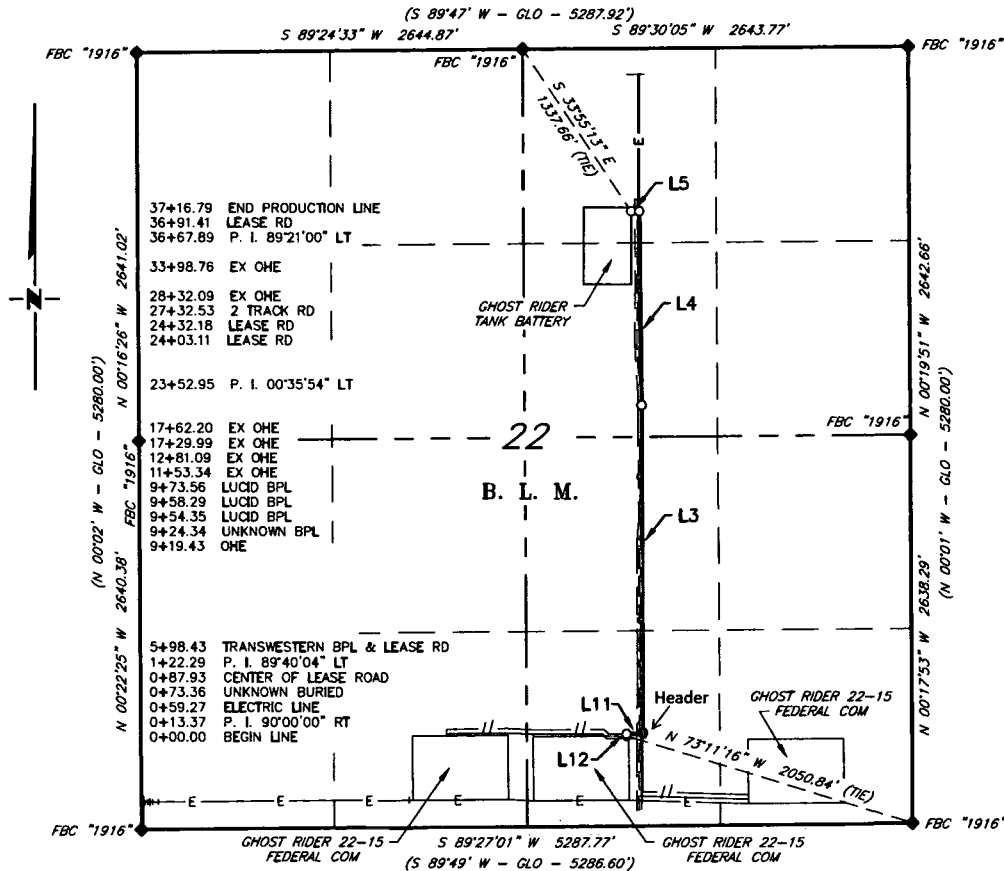 (S 89°47' W - GLO - 5287.92')
S 89°24'33" W 2644.87'
S 89°30'05" W 2643.77'
FBC "1916"
FBC "1916"
FBC "1916"
S 33°55'13" E
1337.66' (TIE)
E
L5
37+16.79 END PRODUCTION LINE
36+91.41 LEASE RD
36+67.89 P. I. 89°21'00" LT
33+98.76 EX OHE
28+32.09 EX OHE
27+32.53 2 TRACK RD
24+32.18 LEASE RD
24+03.11 LEASE RD
23+52.95 P. I. 00°35'54" LT
17+62.20 EX OHE
17+29.99 EX OHE
12+81.09 EX OHE
11+53.34 EX OHE
9+73.56 LUCID BPL
9+58.29 LUCID BPL
9+54.35 LUCID BPL
9+24.34 UNKNOWN BPL
9+19.43 OHE
5+98.43 TRANSWESTERN BPL & LEASE RD
1+22.29 P. I. 89°40'04" LT
0+87.93 CENTER OF LEASE ROAD
0+73.36 UNKNOWN BURIED
0+59.27 ELECTRIC LINE
0+13.37 P. I. 90°00'00" RT
0+00.00 BEGIN LINE
N
(N 00°02' W - GLO - 5280.00')
N 00°16'26" W 2641.02'
FBC "1916"
N 00°22'25" W 2640.38'
GHOST RIDER
TANK BATTERY
L4
N 00°19'51" W 2642.66'
(N 00°01' W - GLO - 5280.00')
FBC "1916"
22
B. L. M.
L3
N 00°17'53" W 2638.29'
L11
Header
GHOST RIDER 22-15
FEDERAL COM
L12
N 73°11'16" W 2050.84' (TIE)
E E E E E E
FBC "1916"
FBC "1916"
GHOST RIDER 22-15
FEDERAL COM
S 89°27'01" W 5287.77'
(S 89°49' W - GLO - 5286.60')
GHOST RIDER 22-15
FEDERAL COM